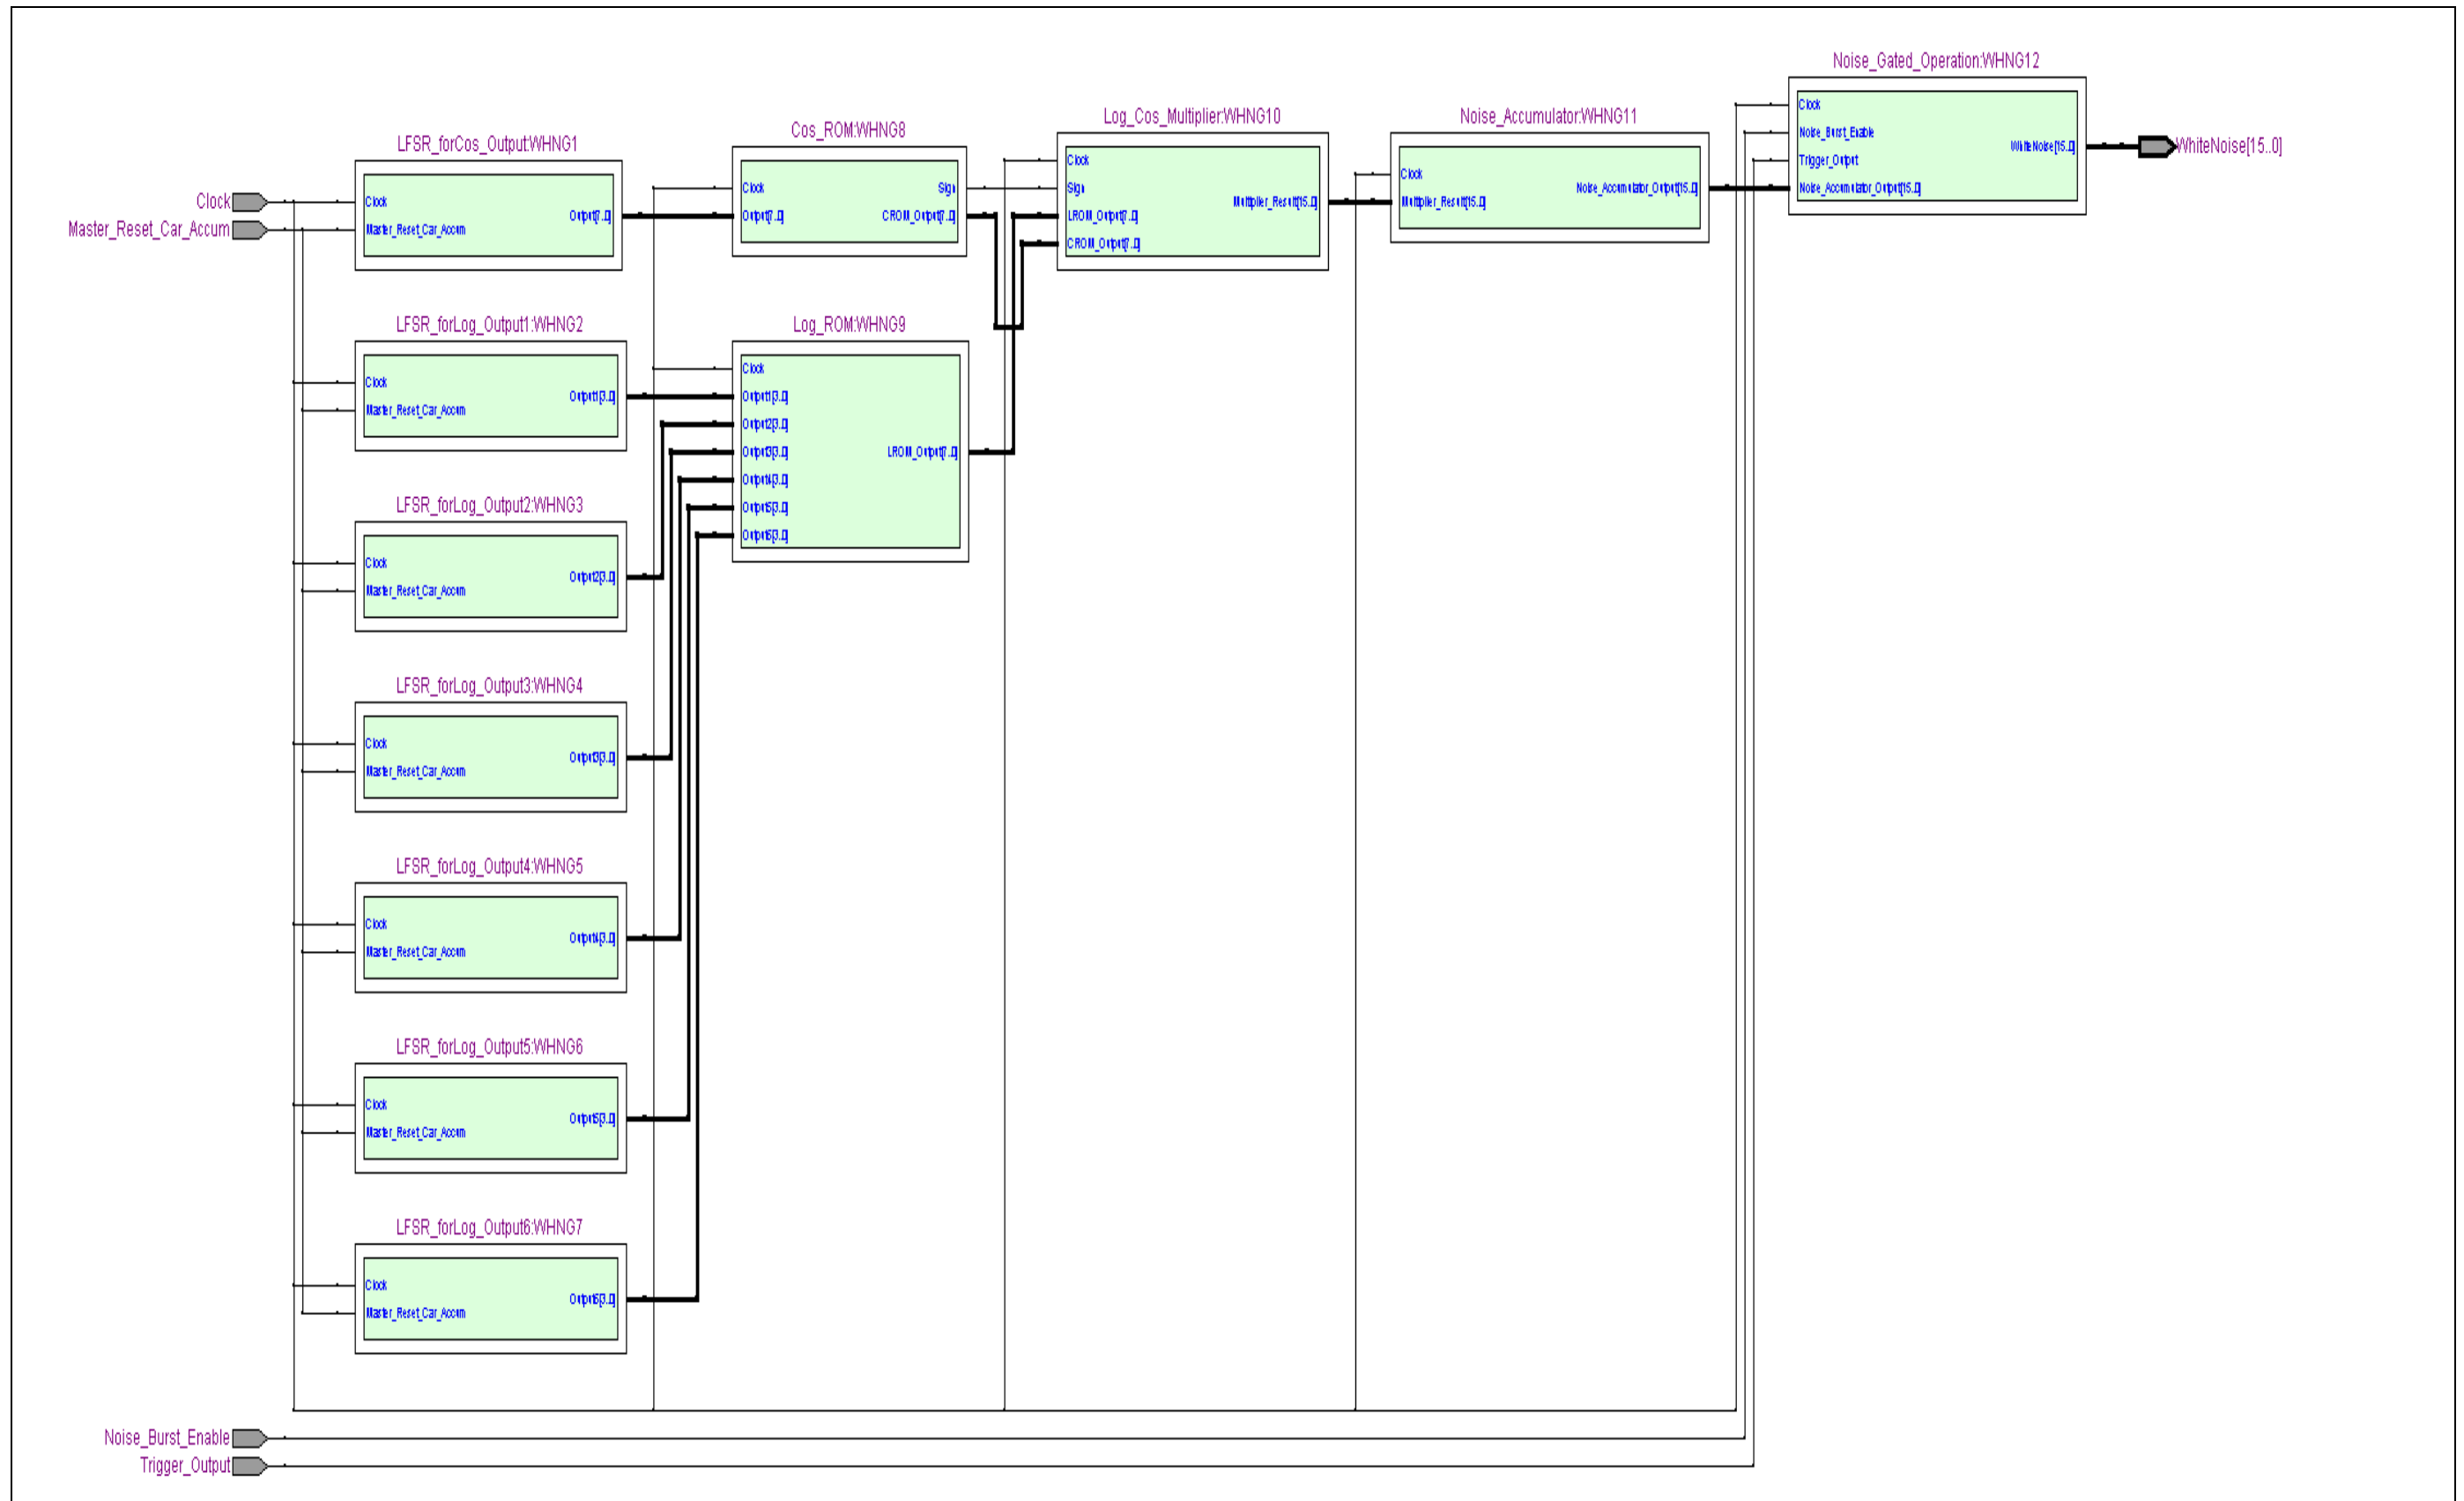 Clock
Master_Reset_Car_Accum
LFSR_forCos_Output:WHNG1
Clock
Master_Reset_Car_Accum
Output[7..0]
Cos_ROM:WHNG8
Clock
Output[7..0]
Sign
CROM_Output[7..0]
Log_Cos_Multiplier:WHNG10
Clock
Sign
LROM_Output[7..0]
CROM_Output[7..0]
Multiplier_Result[15..0]
Noise_Accumulator:WHNG11
Clock
Multiplier_Result[15..0]
Noise_Accumulator_Output[15..0]
Noise_Gated_Operation:WHNG12
Clock
Noise_Burst_Enable
Trigger_Output
Noise_Accumulator_Output[15..0]
WhiteNoise[15..0]
WhiteNoise[15..0]
LFSR_forLog_Output1:WHNG2
Clock
Master_Reset_Car_Accum
Output1[3..0]
Log_ROM:WHNG9
Clock
Output1[3..0]
Output2[3..0]
Output3[3..0]
Output4[3..0]
Output5[3..0]
Output6[3..0]
LROM_Output[7..0]
LFSR_forLog_Output2:WHNG3
Clock
Master_Reset_Car_Accum
Output2[3..0]
LFSR_forLog_Output3:WHNG4
Clock
Master_Reset_Car_Accum
Output3[3..0]
LFSR_forLog_Output4:WHNG5
Clock
Master_Reset_Car_Accum
Output4[3..0]
LFSR_forLog_Output5:WHNG6
Clock
Master_Reset_Car_Accum
Output5[3..0]
LFSR_forLog_Output6:WHNG7
Clock
Master_Reset_Car_Accum
Output6[3..0]
Noise_Burst_Enable
Trigger_Output